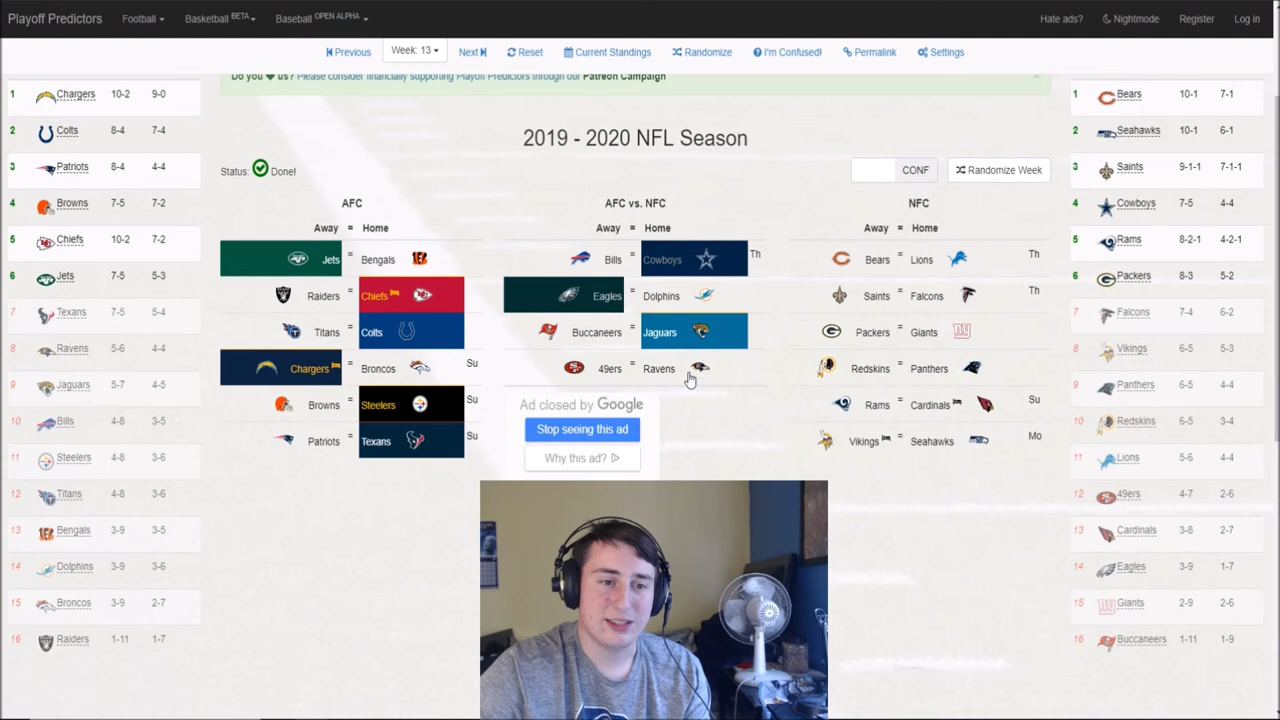 Playoff Predictors Football Basketball BETA Baseball OPEN ALPHA Hate ads? Nightmode Register Log in
Previous Week: 13 Next Reset Current Standings Randomize I'm Confused! Permalink Settings
Do you us? Please consider financially supporting Playoff Predictors through our Patreon Campaign ×
1 Chargers 10-2 9-0
2 Colts 8-4 7-4
3 Patriots 8-4 4-4
4 Browns 7-5 7-2
5 Chiefs 10-2 7-2
6 Jets 7-5 5-3
7 Texans 7-5 3-5
8 Ravens 5-6 4-4
9 Jaguars 5-7 4-5
10 Bills 5-7 3-6
11 Steelers 4-8 3-6
12 Titans 4-8 3-6
13 Bengals 3-9 3-5
14 Dolphins 3-9 3-6
15 Broncos 3-9 2-7
16 Raiders 1-11 1-7
2019 - 2020 NFL Season
Status: Done! CONF Randomize Week
AFC
Away = Home
Jets = Bengals
Raiders = Chiefs
Titans = Colts
Chargers = Broncos Su
Browns = Steelers Su
Patriots = Texans Su
AFC vs. NFC
Away = Home
Bills = Cowboys Th
Eagles = Dolphins
Buccaneers = Jaguars
49ers = Ravens
Ad closed by Google
Stop seeing this ad
Why this ad?
NFC
Away = Home
Bears = Lions Th
Saints = Falcons Th
Packers = Giants
Redskins = Panthers
Rams = Cardinals Su
Vikings = Seahawks Mo
1 Bears 10-1 7-1
2 Seahawks 10-1 6-1
3 Saints 9-1-1 7-1-1
4 Cowboys 7-5 4-4
5 Rams 8-2-1 4-2-1
6 Packers 8-3 5-2
7 Falcons 7-4 6-2
8 Vikings 6-5 5-3
9 Panthers 6-5 4-4
10 Redskins 6-5 3-4
11 Lions 5-6 4-4
12 49ers 4-7 2-6
13 Cardinals 3-8 2-7
14 Eagles 3-9 1-7
15 Giants 2-9 2-6
16 Buccaneers 1-11 1-9